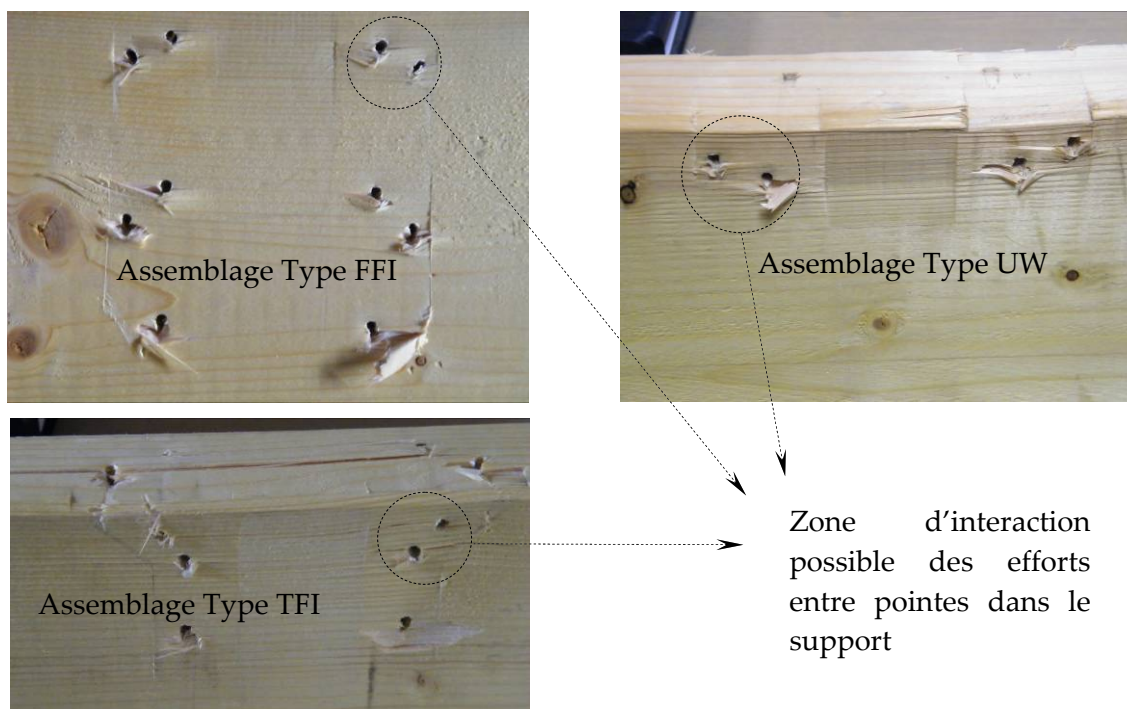 Assemblage Type FFI
Assemblage Type UW
Assemblage Type TFI
Zone d'interaction
possible des efforts
entre pointes dans le
support